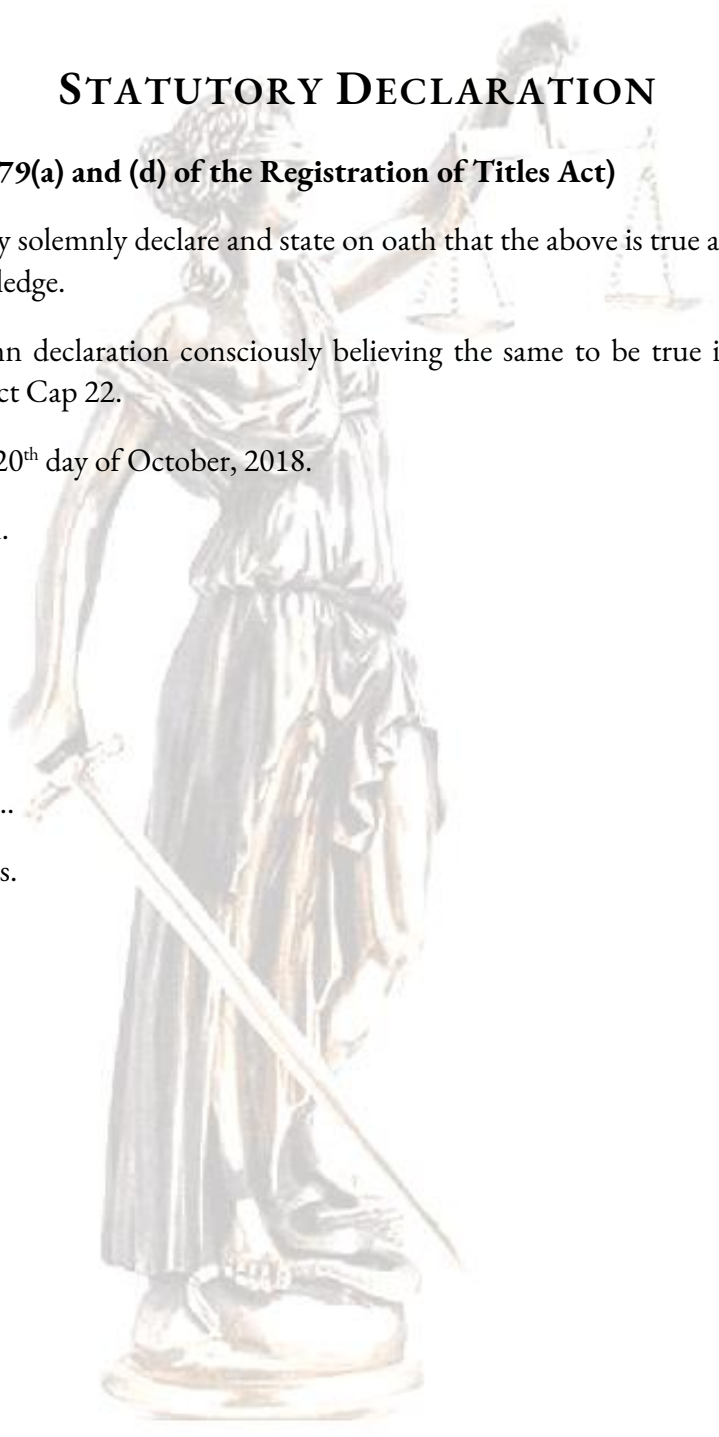 STATUTORY DECLARATION
79(a) and (d) of the Registration of Titles Act)
y solemnly declare and state on oath that the above is true a
ledge.
nn declaration consciously believing the same to be true i
ct Cap 22.
20th day of October, 2018.
.
..
s.